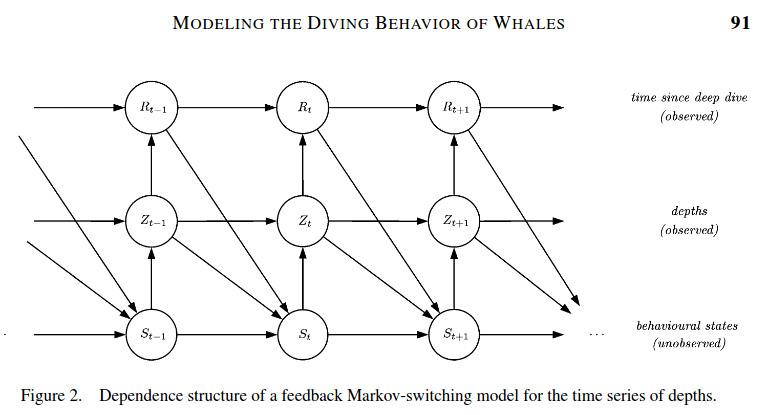 MODELING THE DIVING BEHAVIOR OF WHALES 91
R_{t−1} R_t R_{t+1} time since deep dive
(observed)
Z_{t−1} Z_t Z_{t+1} depths
(observed)
. S_{t−1} S_t S_{t+1} ... behavioural states
(unobserved)
Figure 2. Dependence structure of a feedback Markov-switching model for the time series of depths.